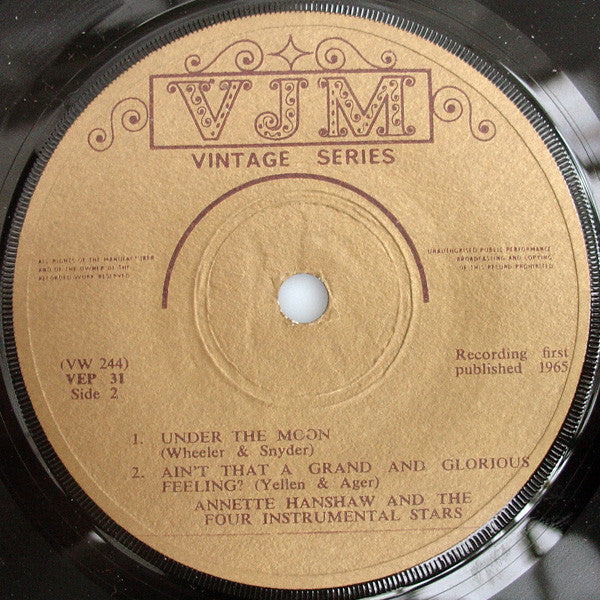 VJM
VINTAGE SERIES
ALL RIGHTS OF THE MANUFACTURER
AND OF THE OWNER OF THE
RECORDED WORK RESERVED
UNAUTHORISED PUBLIC PERFORMANCE
BROADCASTING AND COPYING
OF THIS RECORD PROHIBITED.
(VW 244)
VEP 31
Side 2
Recording first
published 1965
1. UNDER THE MOON
(Wheeler & Snyder)
2. AIN'T THAT A GRAND AND GLORIOUS
FEELING? (Yellen & Ager)
ANNETTE HANSHAW AND THE
FOUR INSTRUMENTAL STARS